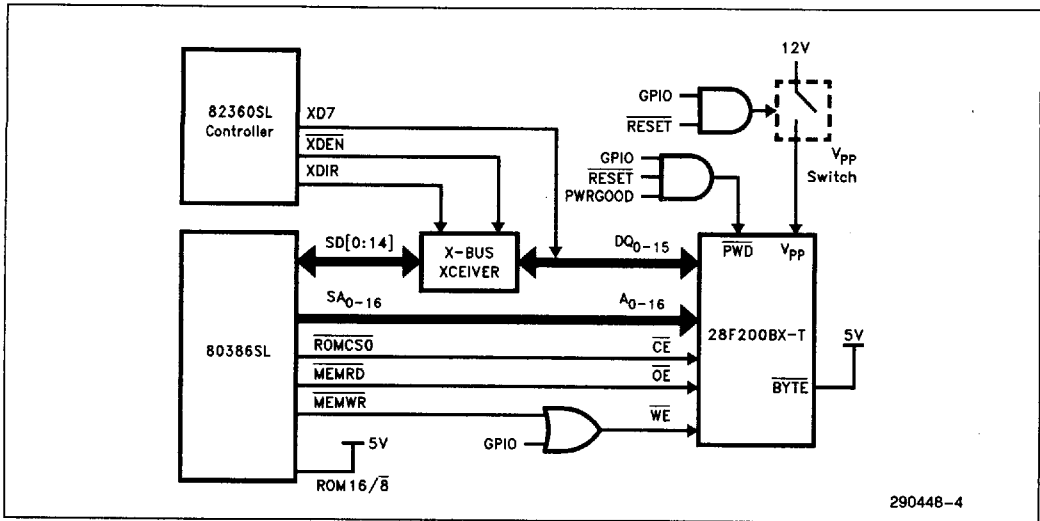 12V
GPIO
RESET
82360SL
Controller
XD7
XDEN
XDIR
GPIO
RESET
PWRGOOD
VPP
Switch
SD[0:14]
X-BUS
XCEIVER
DQ0-15
PWD
VPP
SA0-16
A0-16
80386SL
28F200BX-T
5V
ROMCS0
CE
MEMRD
OE
BYTE
MEMWR
WE
GPIO
5V
ROM16/8
290448-4